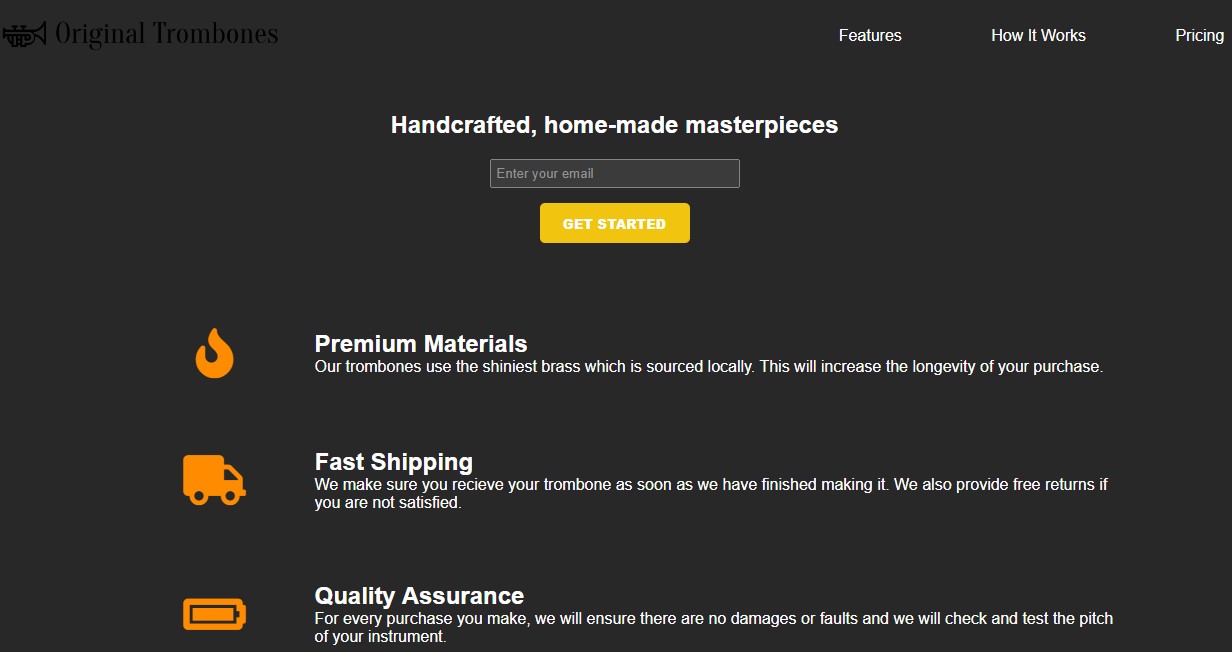 Original Trombones
Features
How It Works
Pricing
Handcrafted, home-made masterpieces
Enter your email
GET STARTED
Premium Materials
Our trombones use the shiniest brass which is sourced locally. This will increase the longevity of your purchase.
Fast Shipping
We make sure you recieve your trombone as soon as we have finished making it. We also provide free returns if
you are not satisfied.
Quality Assurance
For every purchase you make, we will ensure there are no damages or faults and we will check and test the pitch
of your instrument.